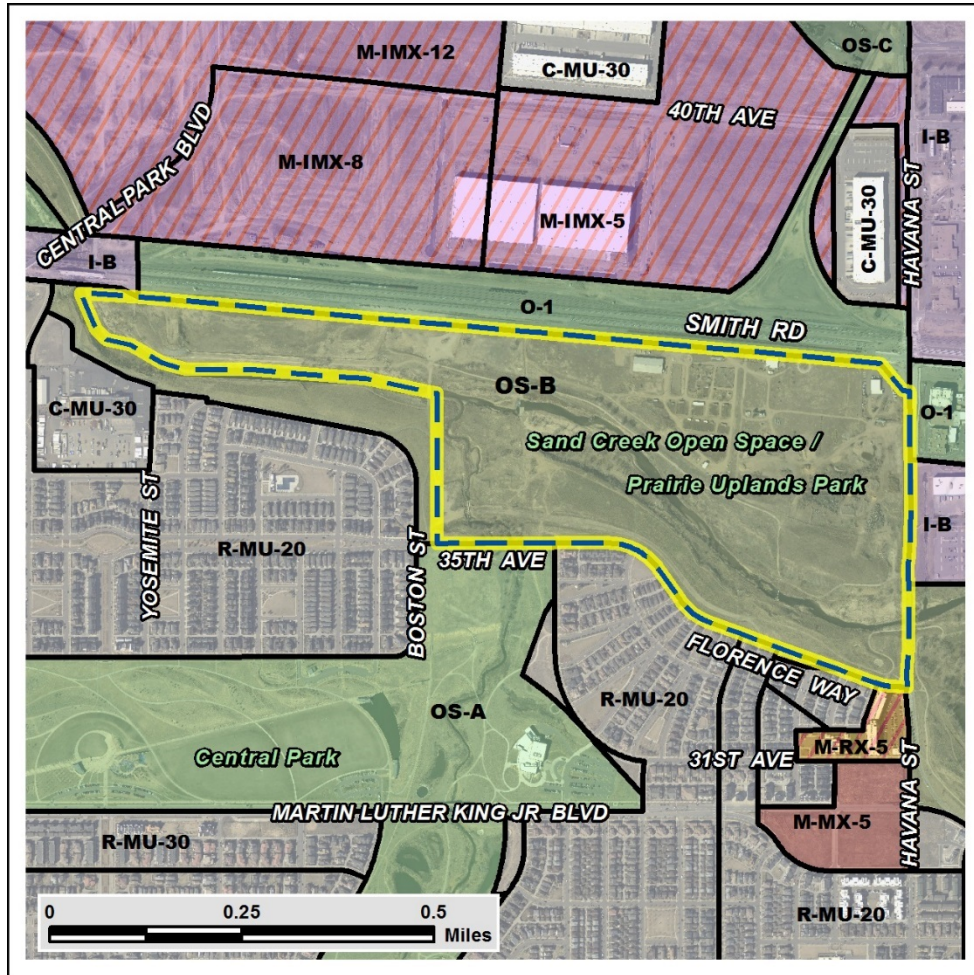 M-IMX-12
OS-C
C-MU-30
40TH AVE
I-B
CENTRAL PARK BLVD
M-IMX-8
HAVANA ST
M-IMX-5
C-MU-30
I-B
O-1
SMITH RD
OS-B
C-MU-30
O-1
Sand Creek Open Space /
Prairie Uplands Park
I-B
YOSEMITE ST
R-MU-20
BOSTON ST
35TH AVE
FLORENCE WAY
R-MU-20
OS-A
M-RX-5
Central Park
31ST AVE
HAVANA ST
MARTIN LUTHER KING JR BLVD
M-MX-5
R-MU-30
R-MU-20
0 0.25 0.5
Miles